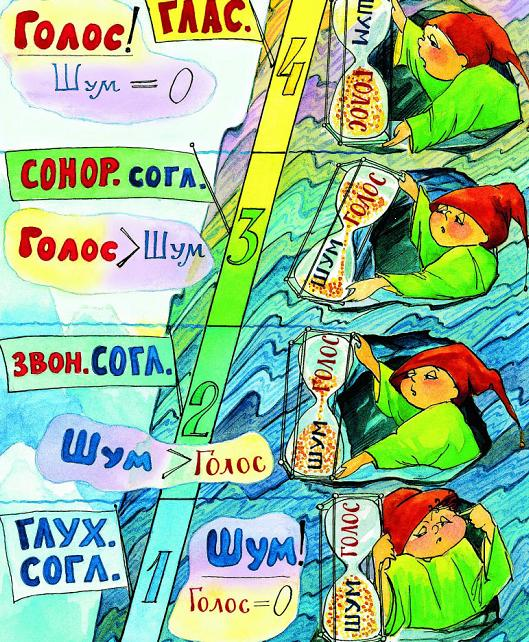 Голос!
Шум = 0
ГЛАС.
4
ШУМ
ГОЛОС
СОНОР. СОГЛ.
Голос > Шум
3
ШУМ
ГОЛОС
ЗВОН. СОГЛ.
2
Шум > Голос
ШУМ
ГОЛОС
ГЛУХ.
СОГЛ.
1
Шум!
Голос = 0
ГОЛОС
ШУМ